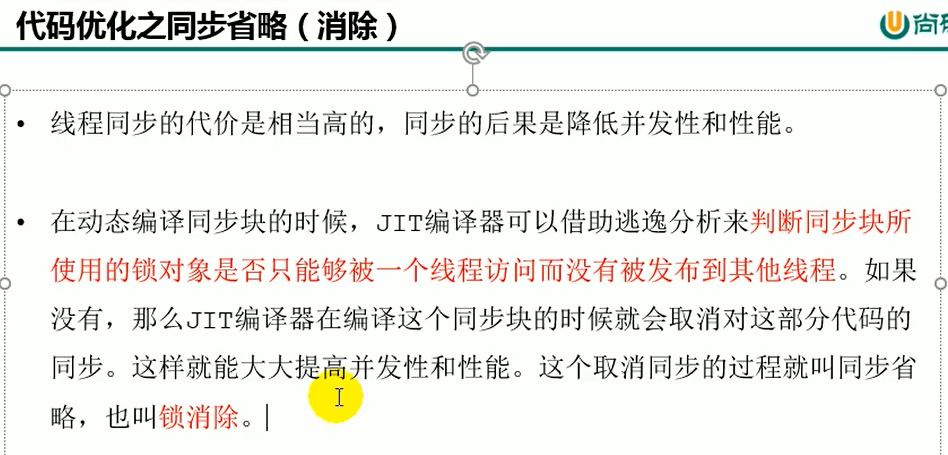 代码优化之同步省略（消除）
尚
• 线程同步的代价是相当高的，同步的后果是降低并发性和性能。
• 在动态编译同步块的时候，JIT编译器可以借助逃逸分析来判断同步块所
使用的锁对象是否只能够被一个线程访问而没有被发布到其他线程。如果
没有，那么JIT编译器在编译这个同步块的时候就会取消对这部分代码的
同步。这样就能大大提高并发性和性能。这个取消同步的过程就叫同步省
略，也叫锁消除。